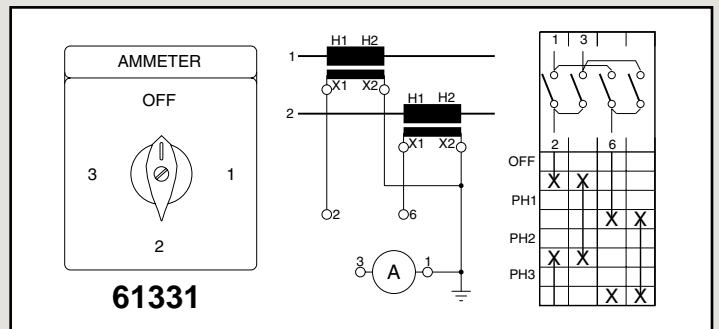 AMMETER
OFF
3 1
2
61331
1 H1 H2
X1 X2
2 H1 H2
X1 X2
2 6
3 A 1
1 3
2 6
OFF
X X
PH1
X X
PH2
X X
PH3
X X